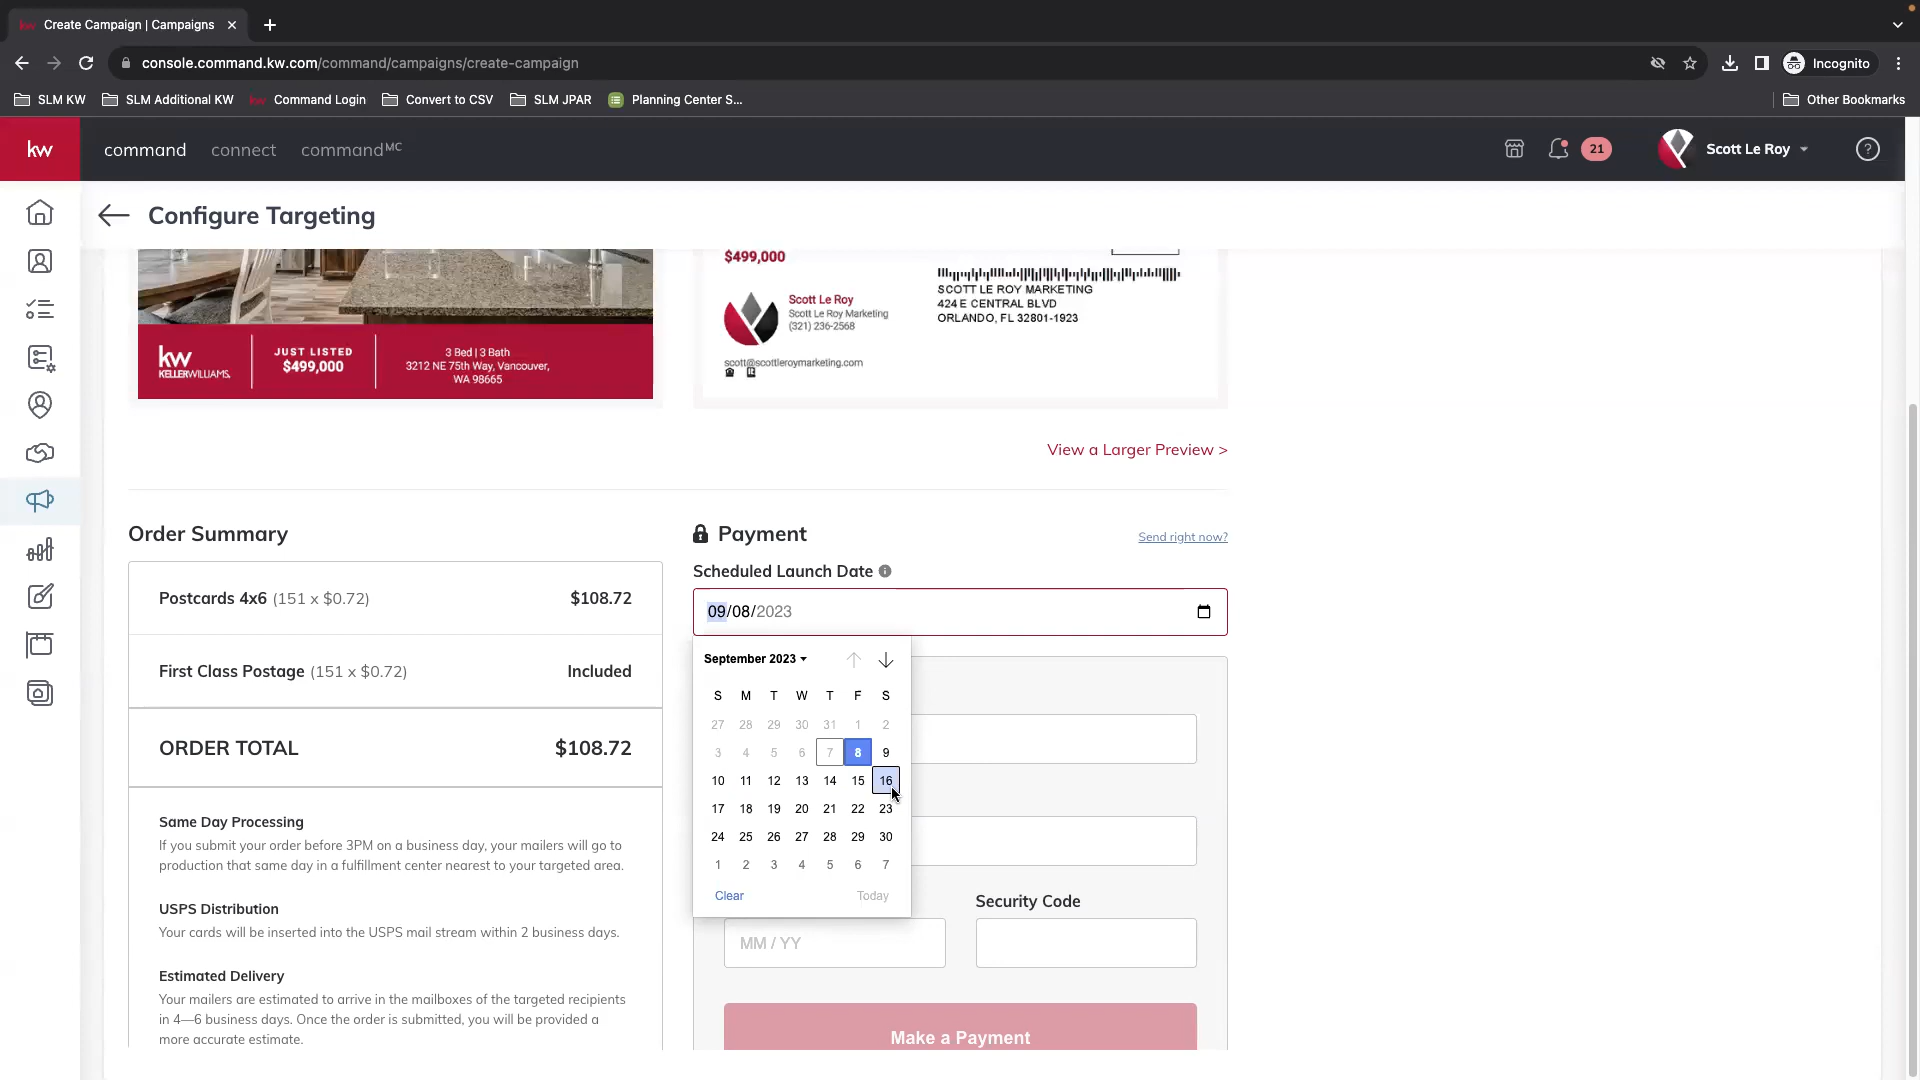 Create Campaign | Campaigns
console.command.kw.com/command/campaigns/create-campaign
Incognito
SLM KW
SLM Additional KW
Command Login
Convert to CSV
SLM JPAR
Planning Center S...
Other Bookmarks
kw
command
connect
command MC
21
Scott Le Roy
Configure Targeting
kw
KELLERWILLIAMS.
JUST LISTED
$499,000
3 Bed | 3 Bath
3212 NE 75th Way, Vancouver,
WA 98665
$499,000
Scott Le Roy
Scott Le Roy Marketing
(321) 236-2568
scott@scottleroymarketing.com
SCOTT LE ROY MARKETING
424 E CENTRAL BLVD
ORLANDO, FL 32801-1923
View a Larger Preview >
Order Summary
Postcards 4x6 (151 x $0.72) $108.72
First Class Postage (151 x $0.72) Included
ORDER TOTAL $108.72
Same Day Processing
If you submit your order before 3PM on a business day, your mailers will go to
production that same day in a fulfillment center nearest to your targeted area.
USPS Distribution
Your cards will be inserted into the USPS mail stream within 2 business days.
Estimated Delivery
Your mailers are estimated to arrive in the mailboxes of the targeted recipients
in 4—6 business days. Once the order is submitted, you will be provided a
more accurate estimate.
Payment
Send right now?
Scheduled Launch Date
09/08/2023
September 2023
S M T W T F S
27 28 29 30 31 1 2
3 4 5 6 7 8 9
10 11 12 13 14 15 16
17 18 19 20 21 22 23
24 25 26 27 28 29 30
1 2 3 4 5 6 7
Clear Today
Security Code
MM / YY
Make a Payment